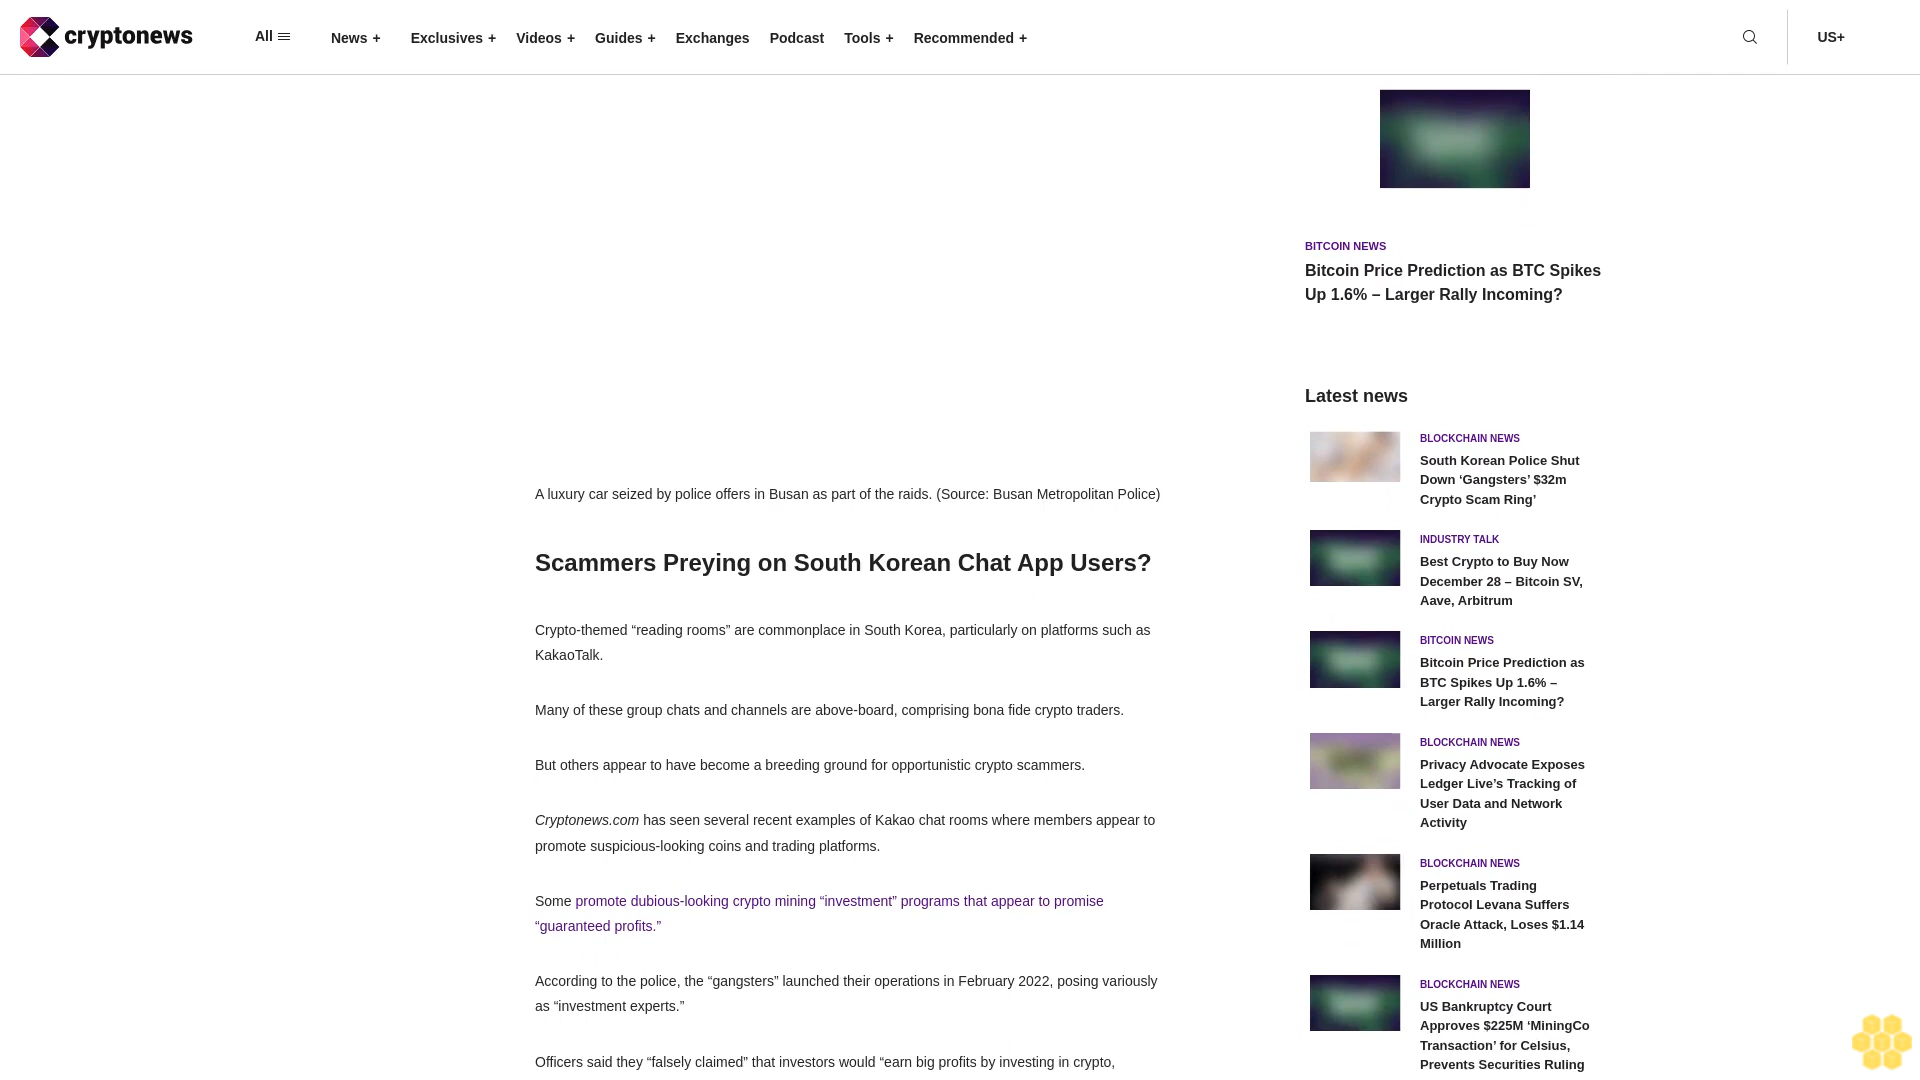 cryptonews
All
News +
Exclusives +
Videos +
Guides +
Exchanges
Podcast
Tools +
Recommended +
US+
A luxury car seized by police offers in Busan as part of the raids. (Source: Busan Metropolitan Police)
Scammers Preying on South Korean Chat App Users?
Crypto-themed “reading rooms” are commonplace in South Korea, particularly on platforms such as
KakaoTalk.
Many of these group chats and channels are above-board, comprising bona fide crypto traders.
But others appear to have become a breeding ground for opportunistic crypto scammers.
Cryptonews.com has seen several recent examples of Kakao chat rooms where members appear to
promote suspicious-looking coins and trading platforms.
Some promote dubious-looking crypto mining “investment” programs that appear to promise
“guaranteed profits.”
According to the police, the “gangsters” launched their operations in February 2022, posing variously
as “investment experts.”
Officers said they “falsely claimed” that investors would “earn big profits by investing in crypto,
BITCOIN NEWS
Bitcoin Price Prediction as BTC Spikes
Up 1.6% – Larger Rally Incoming?
Latest news
BLOCKCHAIN NEWS
South Korean Police Shut
Down ‘Gangsters’ $32m
Crypto Scam Ring’
INDUSTRY TALK
Best Crypto to Buy Now
December 28 – Bitcoin SV,
Aave, Arbitrum
BITCOIN NEWS
Bitcoin Price Prediction as
BTC Spikes Up 1.6% –
Larger Rally Incoming?
BLOCKCHAIN NEWS
Privacy Advocate Exposes
Ledger Live’s Tracking of
User Data and Network
Activity
BLOCKCHAIN NEWS
Perpetuals Trading
Protocol Levana Suffers
Oracle Attack, Loses $1.14
Million
BLOCKCHAIN NEWS
US Bankruptcy Court
Approves $225M ‘MiningCo
Transaction’ for Celsius,
Prevents Securities Ruling